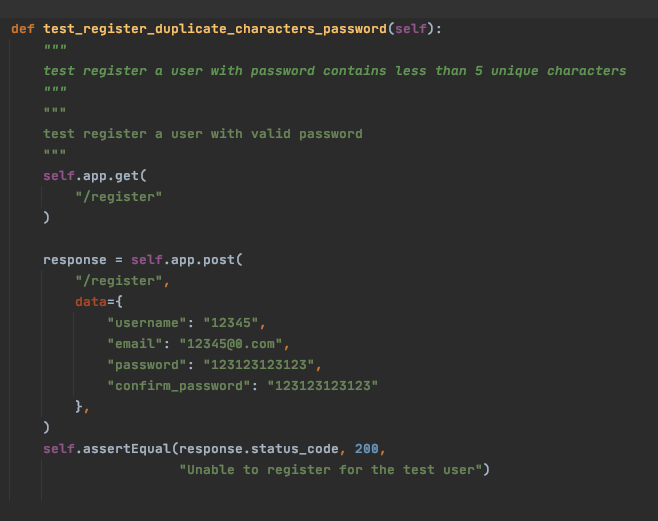 def test_register_duplicate_characters_password(self):
"""
test register a user with password contains less than 5 unique characters
"""
"""
test register a user with valid password
"""
self.app.get(
"/register"
)
response = self.app.post(
"/register",
data={
"username": "12345",
"email": "12345@0.com",
"password": "123123123123",
"confirm_password": "123123123123"
},
)
self.assertEqual(response.status_code, 200,
"Unable to register for the test user")